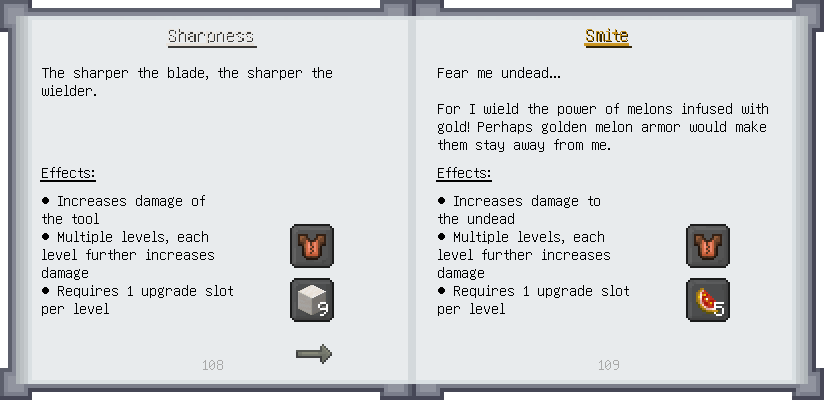 Sharpness
The sharper the blade, the sharper the
wielder.
Effects:
● Increases damage of
the tool
● Multiple levels, each
level further increases
damage
● Requires 1 upgrade slot
per level
9
108
Smite
Fear me undead...
For I wield the power of melons infused with
gold! Perhaps golden melon armor would make
them stay away from me.
Effects:
● Increases damage to
the undead
● Multiple levels, each
level further increases
damage
● Requires 1 upgrade slot
per level
5
109